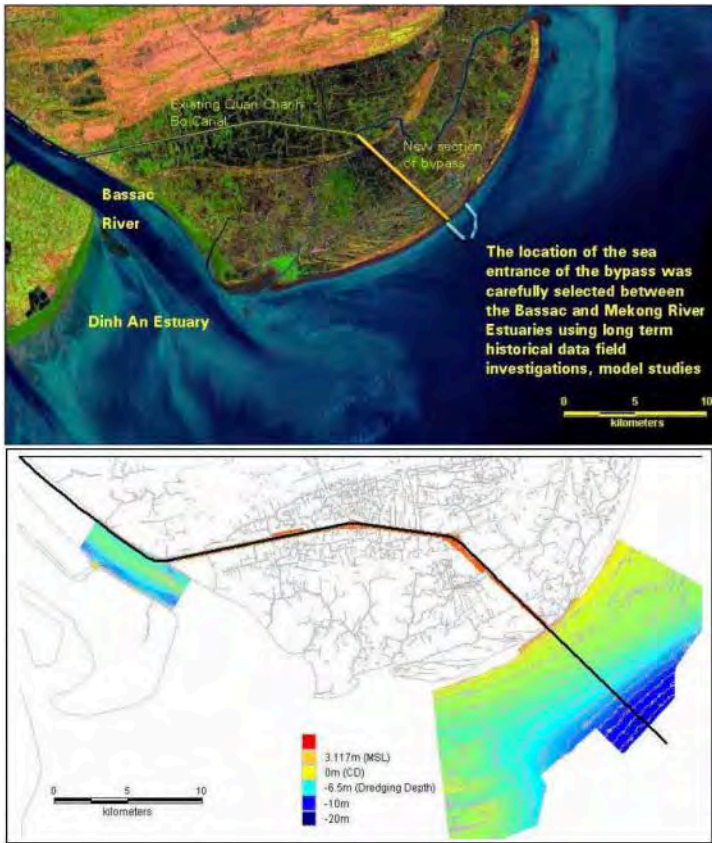 Existing Quan Chanh
Bo Canal
New section
of bypass
Bassac
River
Dinh An Estuary
The location of the sea
entrance of the bypass was
carefully selected between
the Bassac and Mekong River
Estuaries using long term
historical data field
investigations, model studies
0 5 10
kilometers
3.117m (MSL)
0m (CD)
-6.5m (Dredging Depth)
-10m
-20m
0 5 10
kilometers